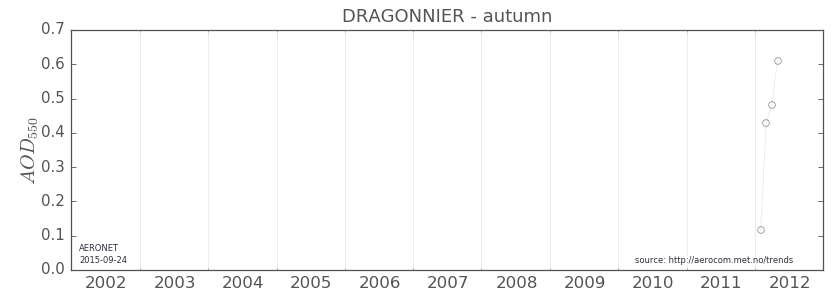 DRAGONNIER - autumn
0.7
0.6
0.5
0.4
0.3
0.2
0.1
0.0
AOD550
AERONET
2015-09-24
source: http://aerocom.met.no/trends
2002 2003 2004 2005 2006 2007 2008 2009 2010 2011 2012